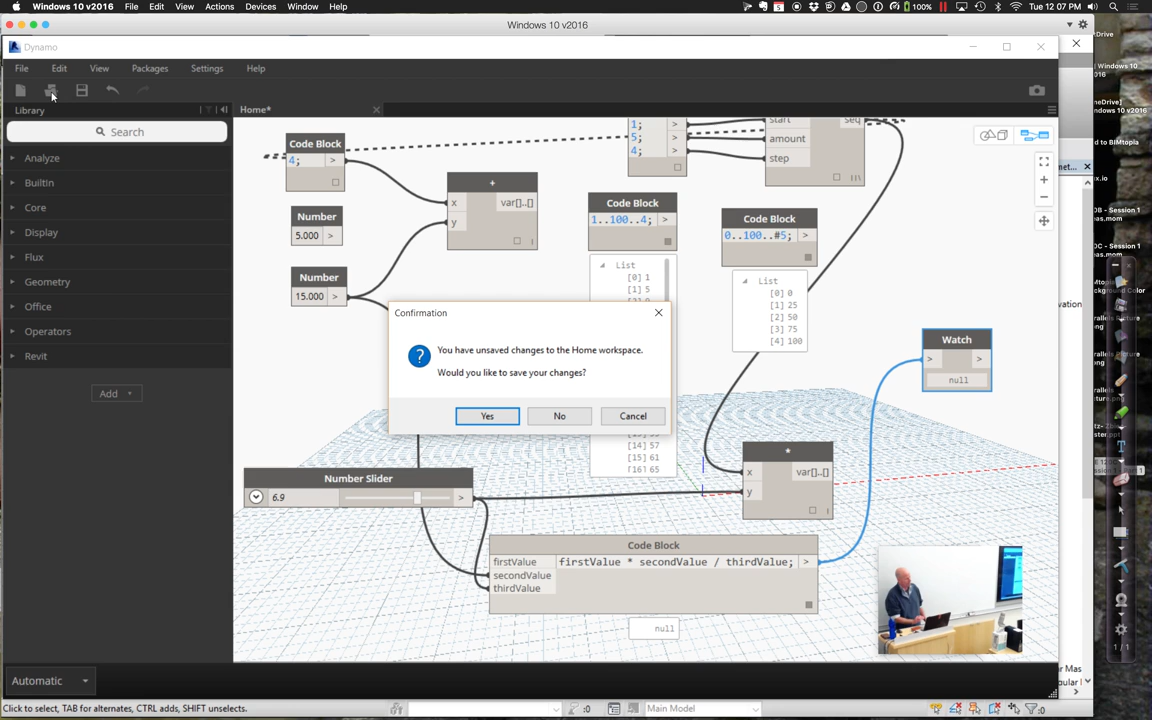 Windows 10 v2016 File Edit View Actions Devices Window Help 100% Tue 12 07 PM
Windows 10 v2016
Dynamo
File Edit View Packages Settings Help
Library
Home*
Search
Analyze
BuiltIn
Core
Display
Flux
Geometry
Office
Operators
Revit
Add
Code Block
4; >
Number
5.000 >
Number
15.000 >
+
x var[]..[]
y
1; >
5; >
4; >
start seq
amount
step
Code Block
1..100..4; >
List
[0] 1
[1] 5
Code Block
0..100..#5; >
List
[0] 0
[1] 25
[2] 50
[3] 75
[4] 100
Confirmation
You have unsaved changes to the Home workspace.
Would you like to save your changes?
Yes No Cancel
[14] 57
[15] 61
[16] 65
Watch
> >
null
*
x var[]..[]
y
Number Slider
6.9 >
Code Block
firstValue firstValue * secondValue / thirdValue; >
secondValue
thirdValue
null
Automatic
Click to select, TAB for alternates, CTRL adds, SHIFT unselects.
:0
Main Model
:0
1 / 1